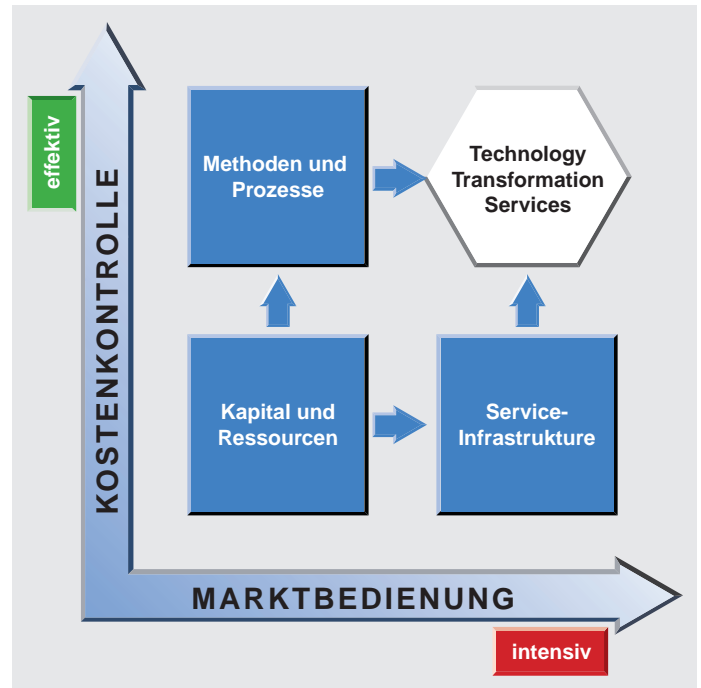 effektiv
KOSTENKONTROLLE
Methoden und
Prozesse
Technology
Transformation
Services
Kapital und
Ressourcen
Service-
Infrastrukture
MARKTBEDIENUNG
intensiv